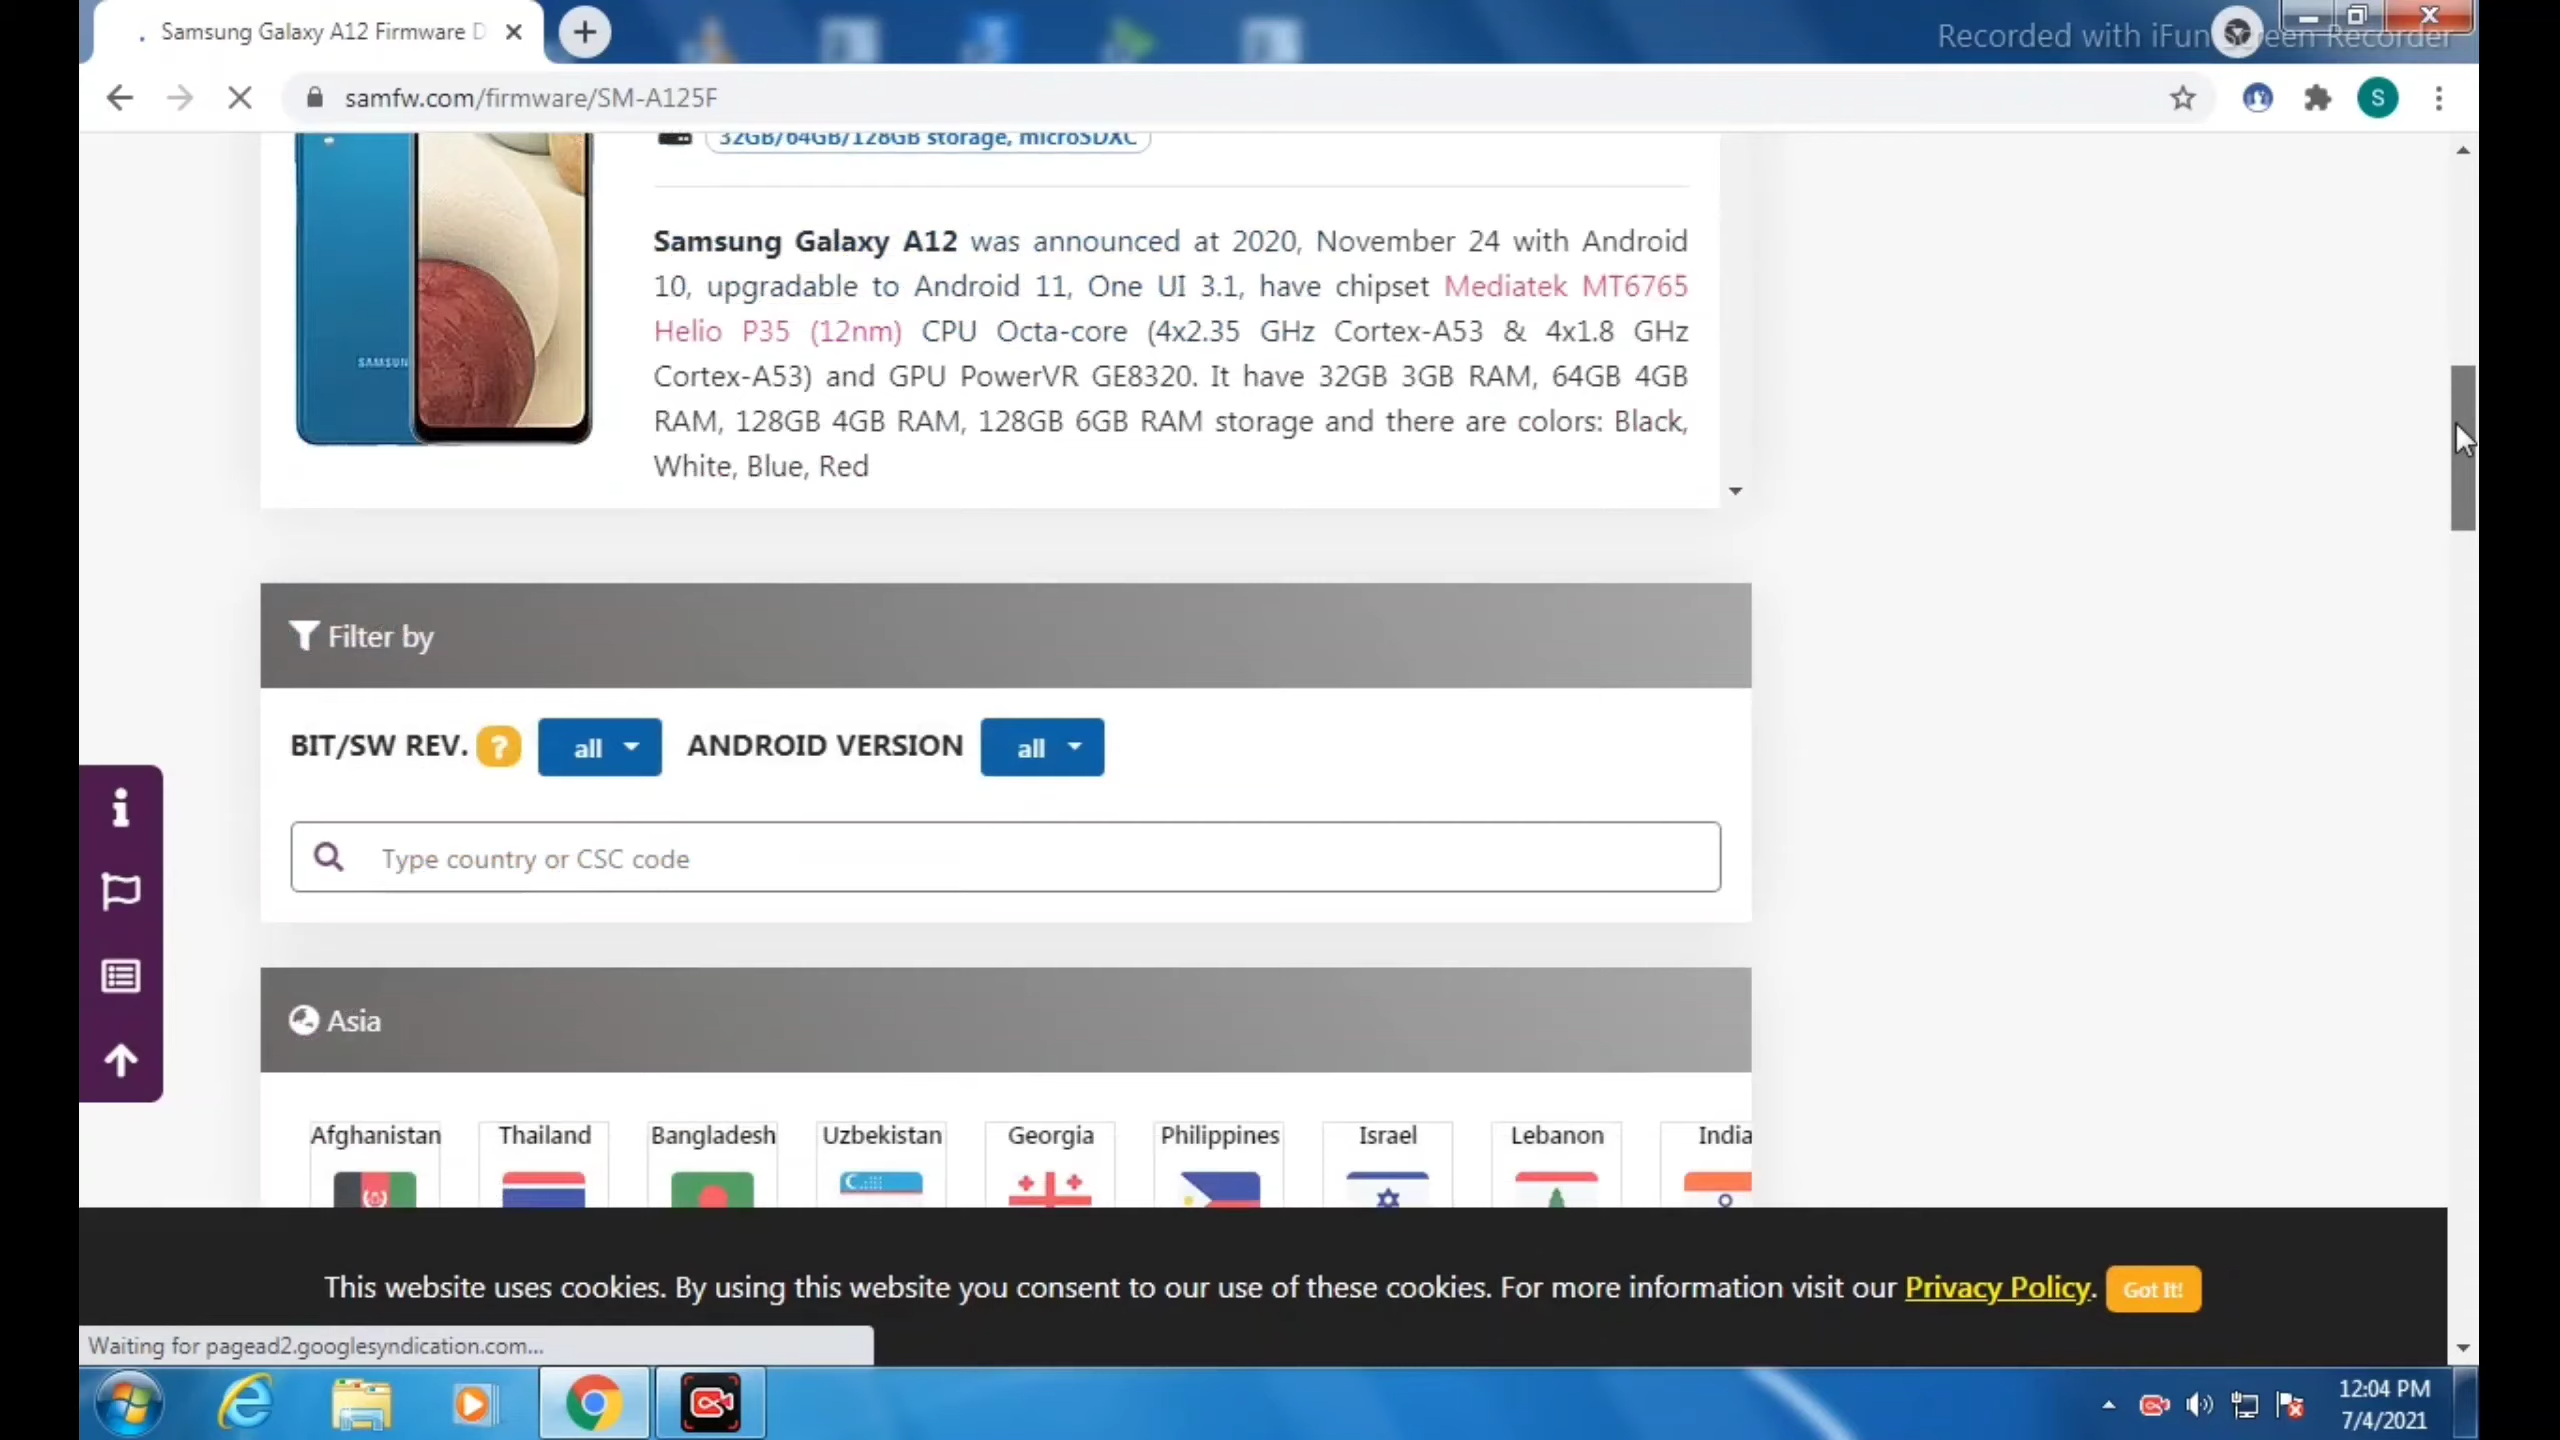 Samsung Galaxy A12 Firmware D
Recorded with iFun Screen Recorder
samfw.com/firmware/SM-A125F
S
32GB/64GB/128GB storage, microSDXC
SAMSUN
Samsung Galaxy A12 was announced at 2020, November 24 with Android
10, upgradable to Android 11, One UI 3.1, have chipset Mediatek MT6765
Helio P35 (12nm) CPU Octa-core (4x2.35 GHz Cortex-A53 & 4x1.8 GHz
Cortex-A53) and GPU PowerVR GE8320. It have 32GB 3GB RAM, 64GB 4GB
RAM, 128GB 4GB RAM, 128GB 6GB RAM storage and there are colors: Black,
White, Blue, Red
Filter by
BIT/SW REV. ? all ANDROID VERSION all
Type country or CSC code
Asia
Afghanistan Thailand Bangladesh Uzbekistan Georgia Philippines Israel Lebanon India
This website uses cookies. By using this website you consent to our use of these cookies. For more information visit our Privacy Policy. Got It!
Waiting for pagead2.googlesyndication.com...
12:04 PM
7/4/2021